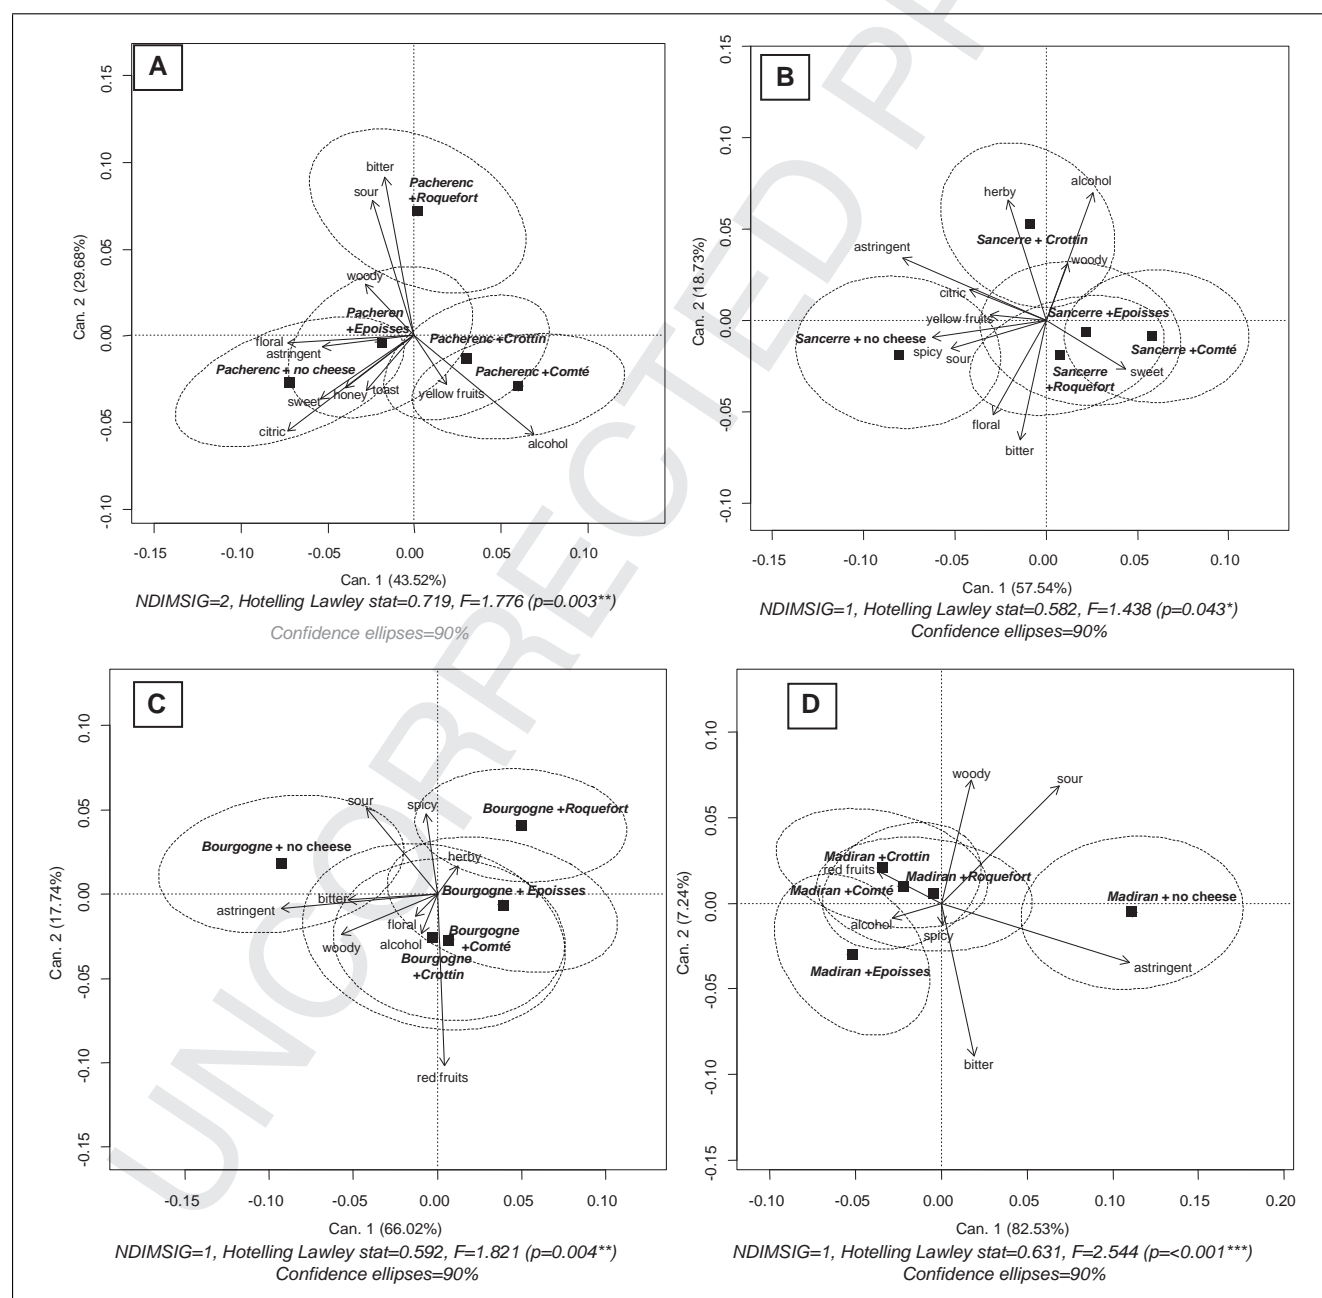 A
0.15
0.10
0.05
0.00
-0.05
-0.10
Can. 2 (29.68%)
bitter
sour
Pacherenc
+Roquefort
woody
Pacheren
+Epoisses
Pacherenc +Crottin
floral
astringent
Pacherenc + no cheese
Pacherenc +Comté
sweet
honey
toast
yellow fruits
citric
alcohol
-0.15
-0.10
-0.05
0.00
0.05
0.10
Can. 1 (43.52%)
NDIMSIG=2, Hotelling Lawley stat=0.719, F=1.776 (p=0.003**)
Confidence ellipses=90%
B
0.15
0.10
0.05
0.00
-0.05
-0.10
Can. 2 (18.73%)
alcohol
herby
Sancerre + Crottin
astringent
woody
citric
yellow fruits
Sancerre +Epoisses
Sancerre + no cheese
Sancerre +Comté
spicy
sour
Sancerre
+Roquefort
sweet
floral
bitter
-0.15
-0.10
-0.05
0.00
0.05
0.10
Can. 1 (57.54%)
NDIMSIG=1, Hotelling Lawley stat=0.582, F=1.438 (p=0.043*)
Confidence ellipses=90%
C
0.10
0.05
0.00
-0.05
-0.10
-0.15
Can. 2 (17.74%)
sour
spicy
Bourgogne +Roquefort
Bourgogne + no cheese
herby
Bourgogne + Epoisses
bitter
astringent
floral
woody
alcohol
Bourgogne
+Comté
Bourgogne
+Crottin
red fruits
-0.15
-0.10
-0.05
0.00
0.05
0.10
Can. 1 (66.02%)
NDIMSIG=1, Hotelling Lawley stat=0.592, F=1.821 (p=0.004**)
Confidence ellipses=90%
D
0.10
0.05
0.00
-0.05
-0.10
-0.15
Can. 2 (7.24%)
woody
sour
Madiran +Crottin
red fruits
Madiran +Roquefort
Madiran +Comté
Madiran + no cheese
alcohol
spicy
astringent
Madiran +Epoisses
bitter
-0.10
-0.05
0.00
0.05
0.10
0.15
0.20
Can. 1 (82.53%)
NDIMSIG=1, Hotelling Lawley stat=0.631, F=2.544 (p=<0.001***)
Confidence ellipses=90%
UNCORRECTED P